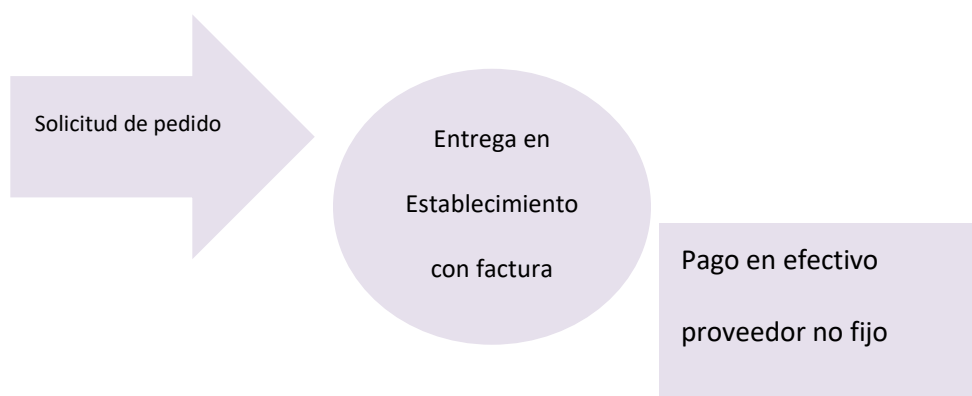 Solicitud de pedido
Entrega en
Establecimiento
con factura
Pago en efectivo
proveedor no fijo